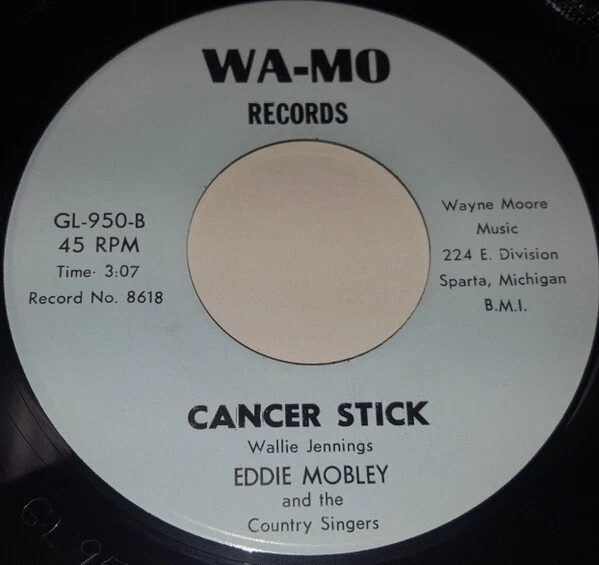 WA-MO
RECORDS
GL-950-B
45 RPM
Time· 3:07
Record No. 8618
Wayne Moore
Music
224 E. Division
Sparta, Michigan
B.M.I.
CANCER STICK
Wallie Jennings
EDDIE MOBLEY
and the
Country Singers
GL